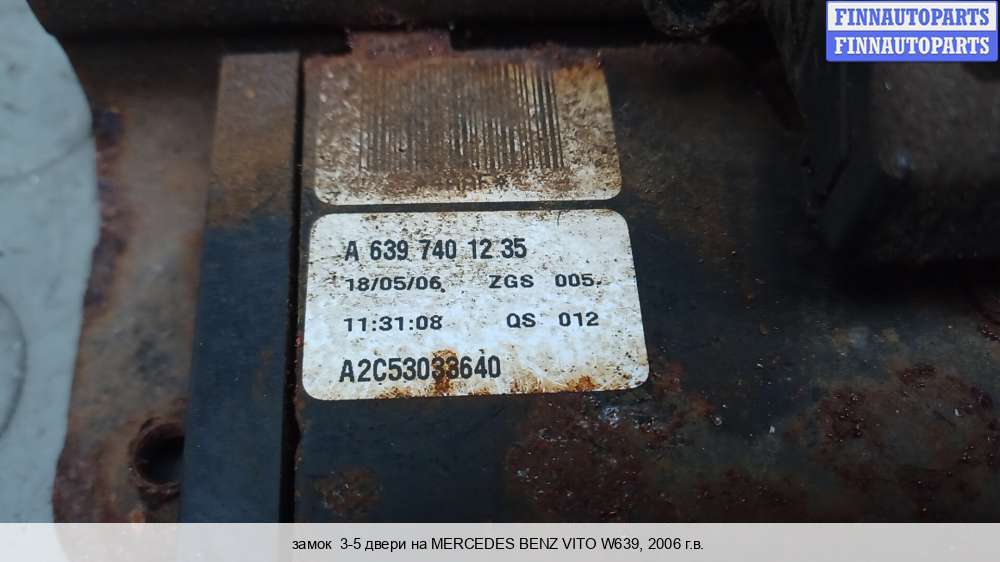 FINNAUTOPARTS
FINNAUTOPARTS
A 639 740 12 35
18/05/06 ZGS 005
11:31:08 QS 012
A2C53033640
замок 3-5 двери на MERCEDES BENZ VITO W639, 2006 г.в.